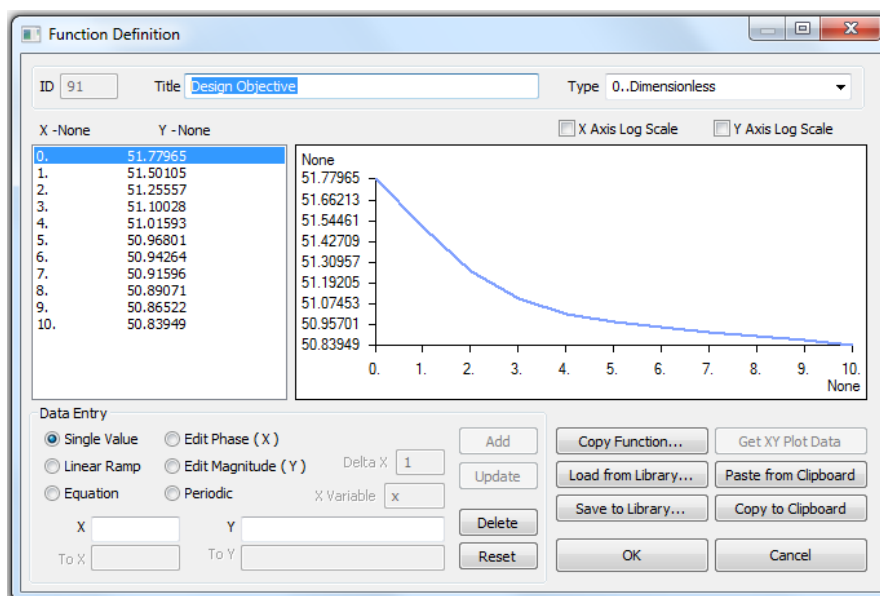 Function Definition
ID 91 Title Design Objective Type 0..Dimensionless
X -None Y -None X Axis Log Scale Y Axis Log Scale
0. 51.77965
1. 51.50105
2. 51.25557
3. 51.10028
4. 51.01593
5. 50.96801
6. 50.94264
7. 50.91596
8. 50.89071
9. 50.86522
10. 50.83949
None
51.77965
51.66213
51.54461
51.42709
51.30957
51.19205
51.07453
50.95701
50.83949
0. 1. 2. 3. 4. 5. 6. 7. 8. 9. 10.
None
Data Entry
Single Value Edit Phase ( X ) Add Copy Function... Get XY Plot Data
Linear Ramp Edit Magnitude ( Y ) Delta X 1 Update Load from Library... Paste from Clipboard
Equation Periodic X Variable x Save to Library... Copy to Clipboard
X Y Delete
To X To Y Reset OK Cancel